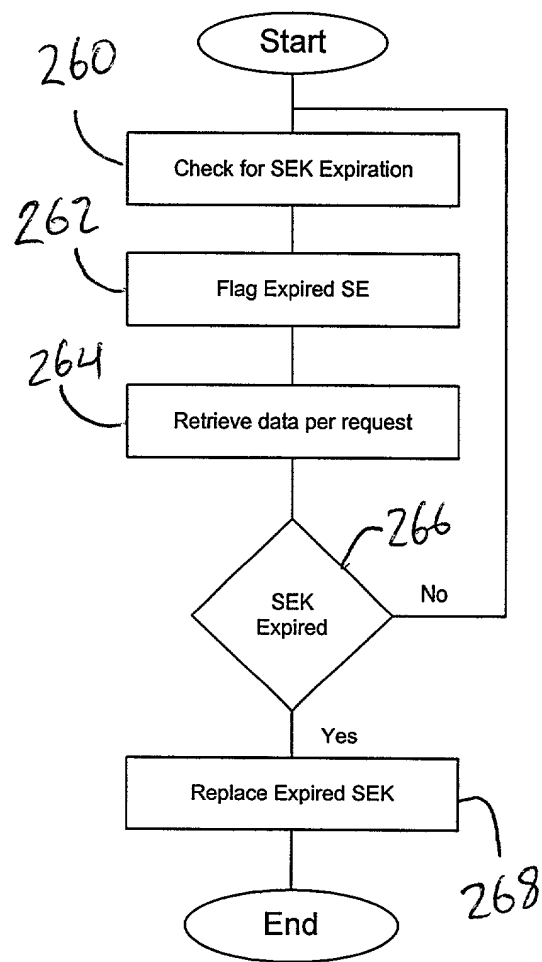 Start
260
Check for SEK Expiration
262
Flag Expired SE
264
Retrieve data per request
266
SEK
Expired
No
Yes
Replace Expired SEK
268
End